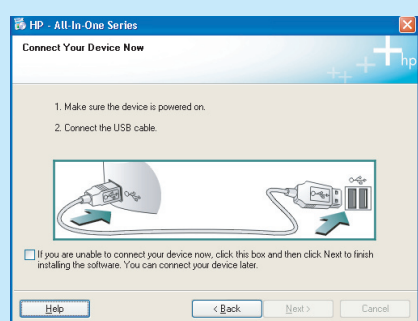 HP - All-In-One Series
Connect Your Device Now
hp
1. Make sure the device is powered on.
2. Connect the USB cable.
If you are unable to connect your device now, click this box and then click Next to finish
installing the software. You can connect your device later.
Help
< Back
Next >
Cancel